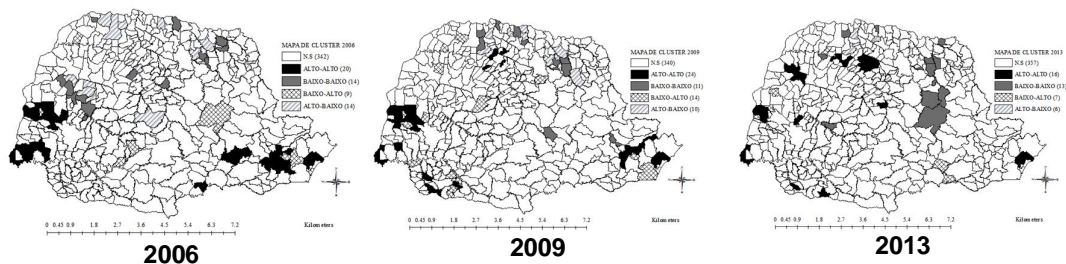 MAPA DE CLUSTER 2006
N.S (342)
ALTO-ALTO (20)
BAIXO-BAIXO (14)
BAIXO-ALTO (9)
ALTO-BAIXO (14)
0 0.45 0.9 1.8 2.7 3.6 4.5 5.4 6.3 7.2
Kilometers
2006
MAPA DE CLUSTER 2009
N.S (340)
ALTO-ALTO (24)
BAIXO-BAIXO (11)
BAIXO-ALTO (14)
ALTO-BAIXO (10)
0 0.45 0.9 1.8 2.7 3.6 4.5 5.4 6.3 7.2
Kilometers
2009
MAPA DE CLUSTER 2013
N.S (357)
ALTO-ALTO (16)
BAIXO-BAIXO (13)
BAIXO-ALTO (7)
ALTO-BAIXO (6)
0 0.45 0.9 1.8 2.7 3.6 4.5 5.4 6.3 7.2
Kilometers
2013